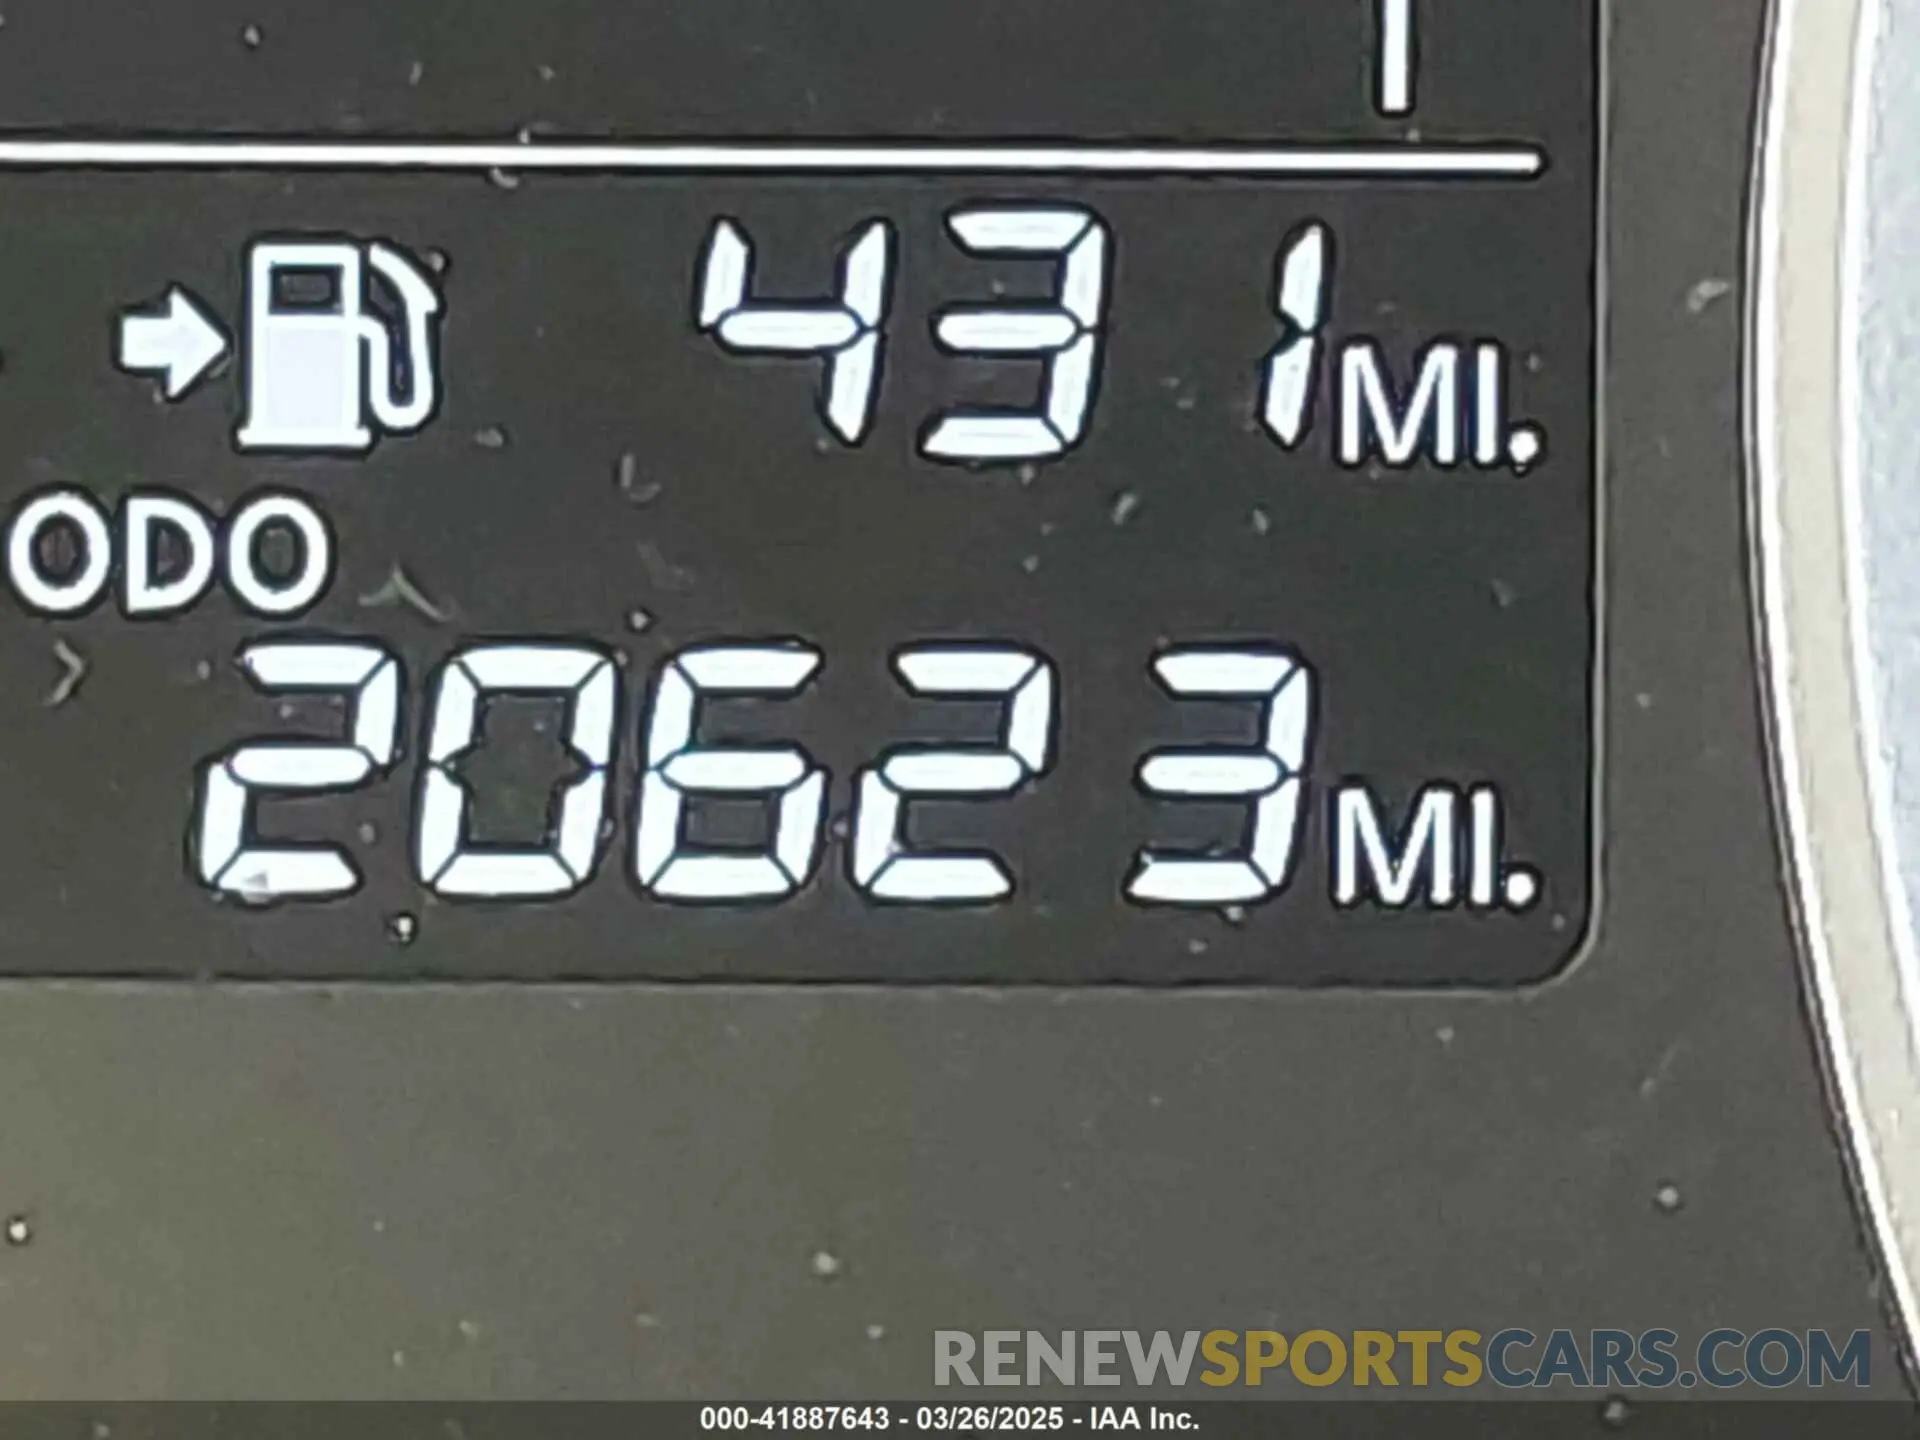 431 MI.
ODO
20623 MI.
RENEWSPORTSCARS.COM
000-41887643 - 03/26/2025 - IAA Inc.